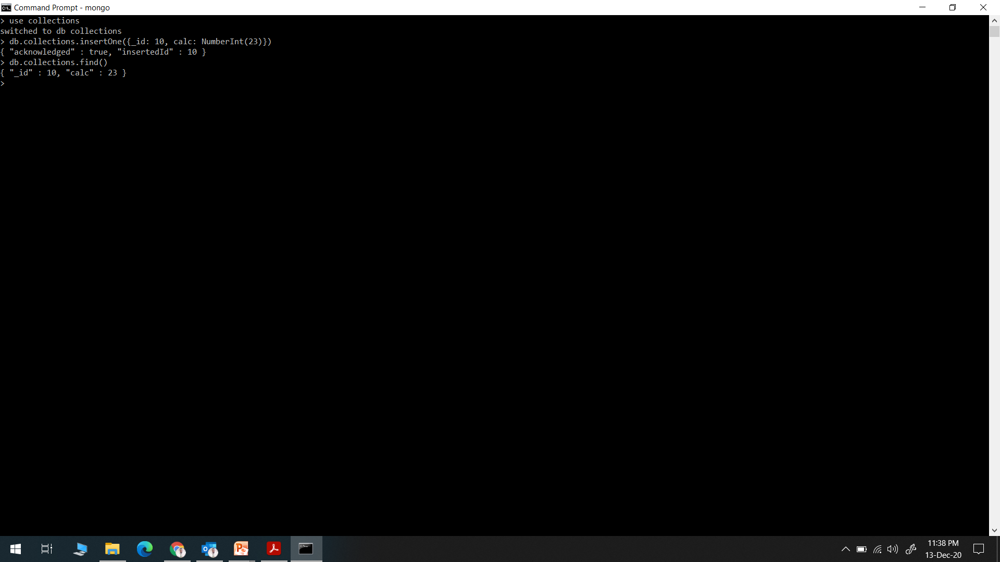 Command Prompt - mongo
> use collections
switched to db collections
> db.collections.insertOne({_id: 10, calc: NumberInt(23)})
{ "acknowledged" : true, "insertedId" : 10 }
> db.collections.find()
{ "_id" : 10, "calc" : 23 }
>
11:38 PM
13-Dec-20